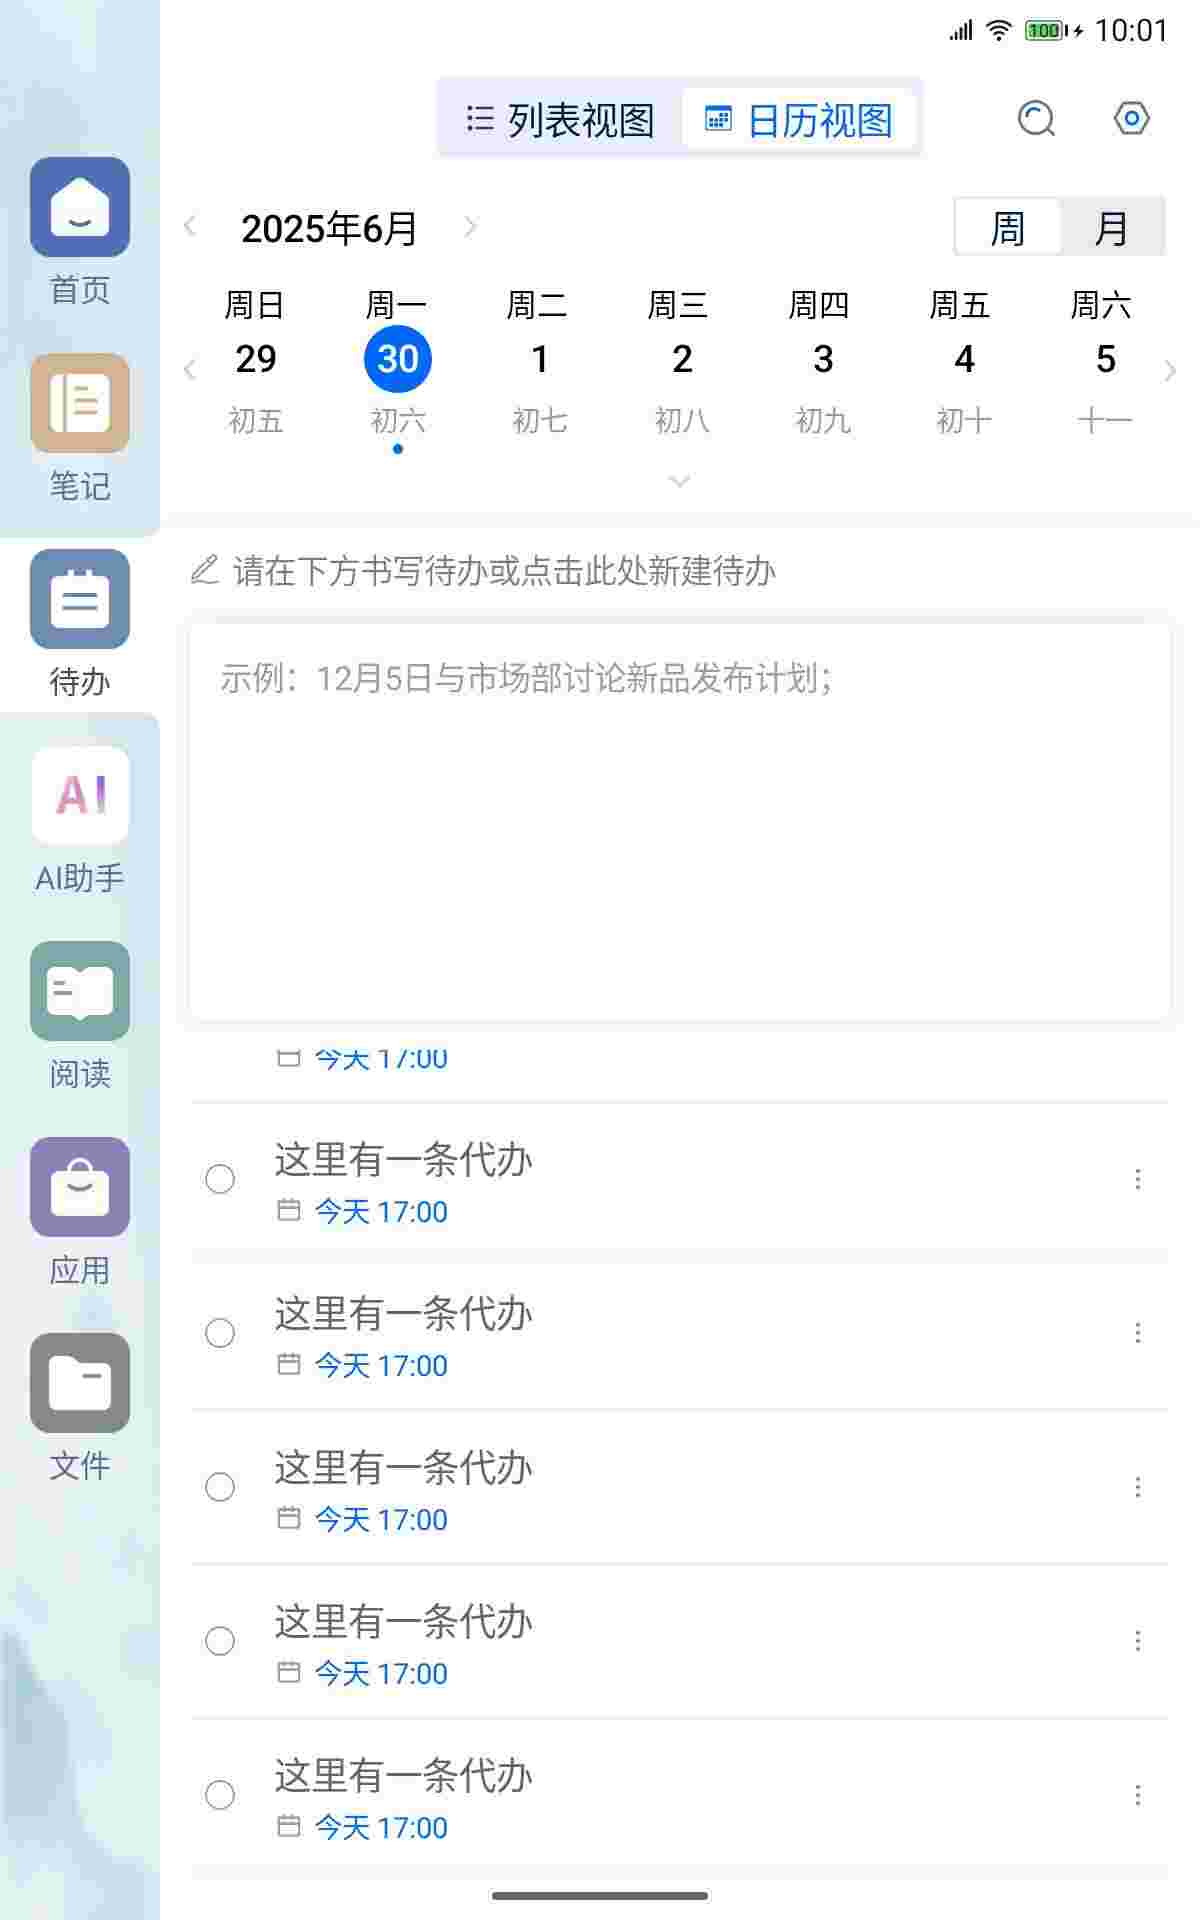 100 10:01
列表视图 日历视图
2025年6月
周 月
周日 周一 周二 周三 周四 周五 周六
29 30 1 2 3 4 5
初五 初六 初七 初八 初九 初十 十一
请在下方书写待办或点击此处新建待办
示例：12月5日与市场部讨论新品发布计划；
今天 17:00
这里有一条代办
今天 17:00
这里有一条代办
今天 17:00
这里有一条代办
今天 17:00
这里有一条代办
今天 17:00
这里有一条代办
今天 17:00
首页
笔记
待办
AI
AI助手
阅读
应用
文件